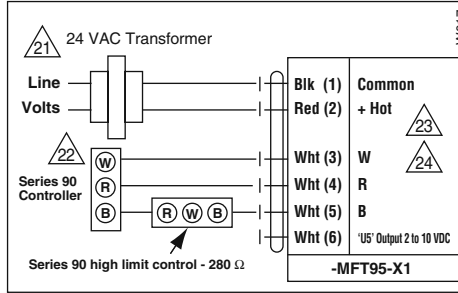 21 24 VAC Transformer
Line
Volts
Blk (1) Common
Red (2) + Hot
23
22
24
W
R
B
Series 90
Controller
R W B
Wht (3) W
Wht (4) R
Wht (5) B
Wht (6) 'U5' Output 2 to 10 VDC
Series 90 high limit control - 280 Ω
-MFT95-X1